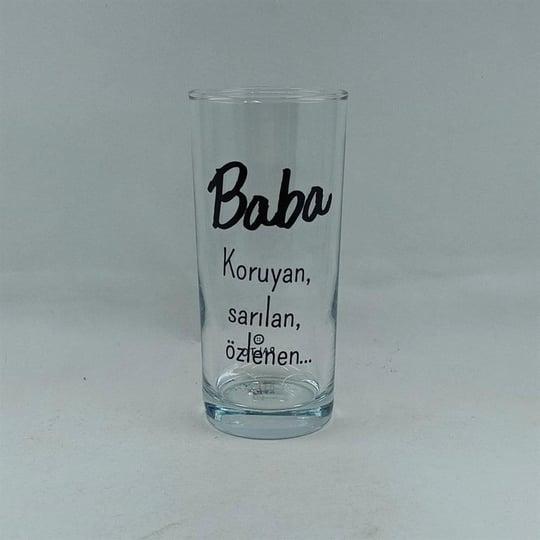 Baba
Koruyan,
sarılan,
özlenen...